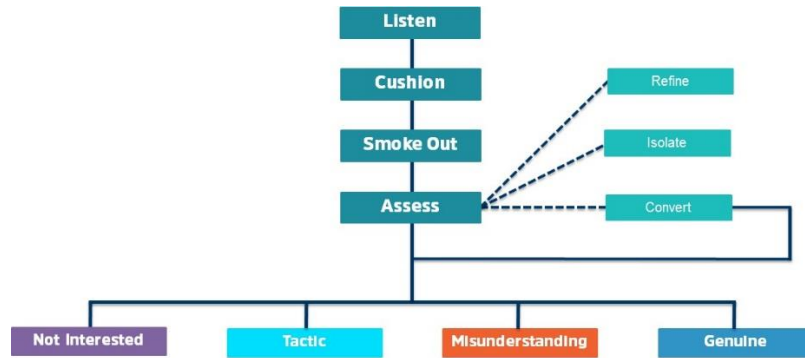 Listen
Cushion
Refine
Smoke Out
Isolate
Assess
Convert
Not Interested
Tactic
Misunderstanding
Genuine